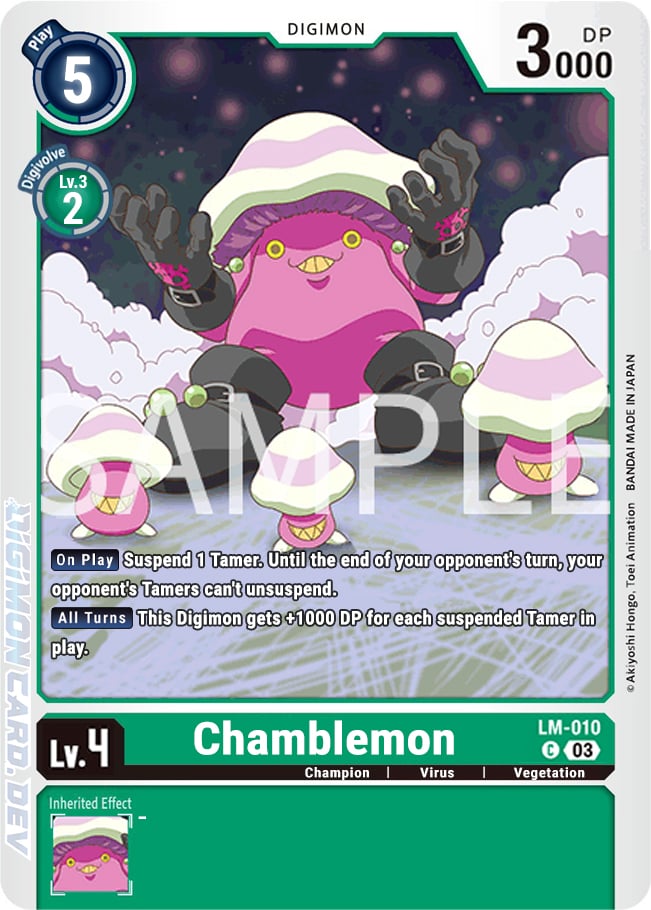 Play
5
DIGIMON
3000
DP
Digivolve
Lv.3
2
SAMPLE
On Play Suspend 1 Tamer. Until the end of your opponent's turn, your
opponent's Tamers can't unsuspend.
All Turns This Digimon gets +1000 DP for each suspended Tamer in
play.
© Akiyoshi Hongo, Toei Animation BANDAI MADE IN JAPAN
DIGIMONCARD.DEV
Lv.4
Chamblemon
LM-010
C 03
Champion | Virus | Vegetation
Inherited Effect
-